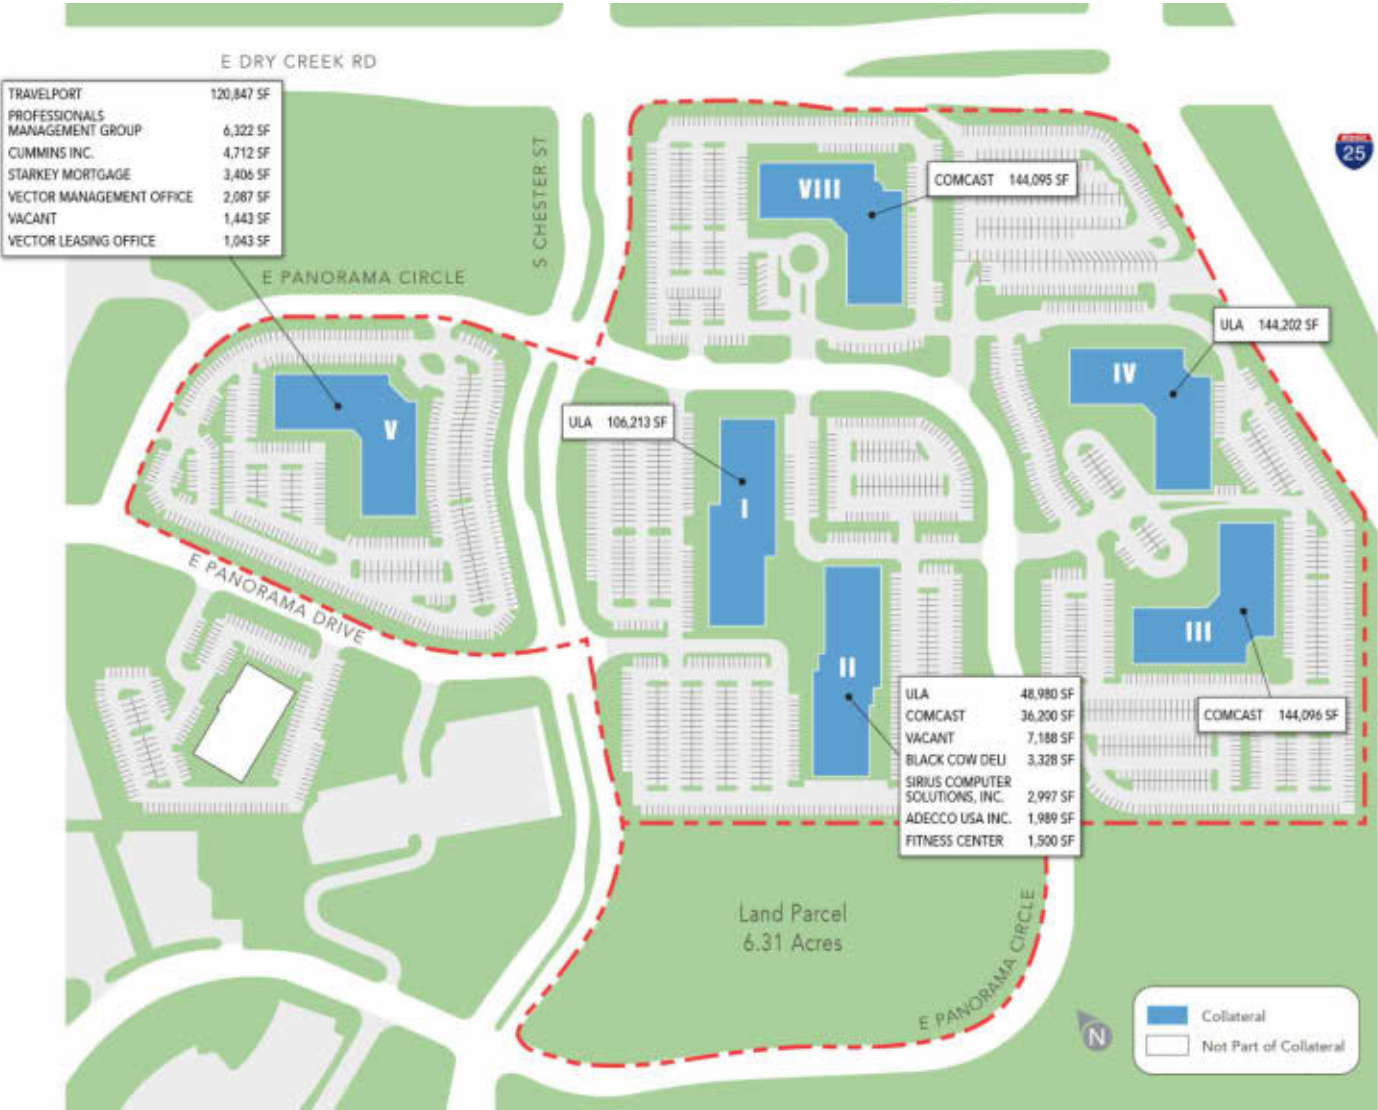 E DRY CREEK RD
TRAVELPORT 120,847 SF
PROFESSIONALS
MANAGEMENT GROUP 6,322 SF
CUMMINS INC. 4,712 SF
STARKEY MORTGAGE 3,406 SF
VECTOR MANAGEMENT OFFICE 2,087 SF
VACANT 1,443 SF
VECTOR LEASING OFFICE 1,043 SF
S CHESTER ST
25
VIII
COMCAST 144,095 SF
E PANORAMA CIRCLE
ULA 144,202 SF
IV
V
ULA 106,213 SF
I
E PANORAMA DRIVE
III
II
COMCAST 144,096 SF
ULA 48,980 SF
COMCAST 36,200 SF
VACANT 7,188 SF
BLACK COW DELI 3,328 SF
SIRIUS COMPUTER
SOLUTIONS, INC. 2,997 SF
ADECCO USA INC. 1,989 SF
FITNESS CENTER 1,500 SF
Land Parcel
6.31 Acres
E PANORAMA CIRCLE
N
Collateral
Not Part of Collateral